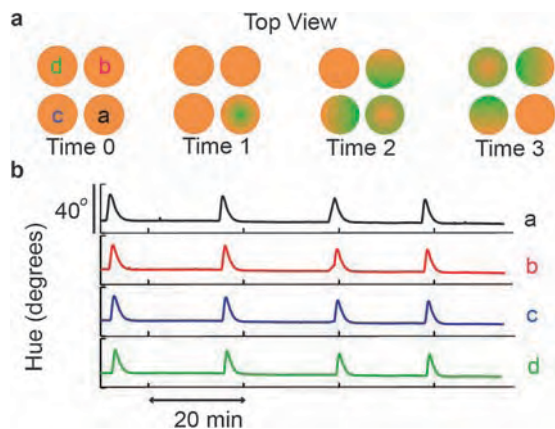 a
Top View
d b
c a
Time 0 Time 1 Time 2 Time 3
b
40°
Hue (degrees)
a
b
c
d
20 min